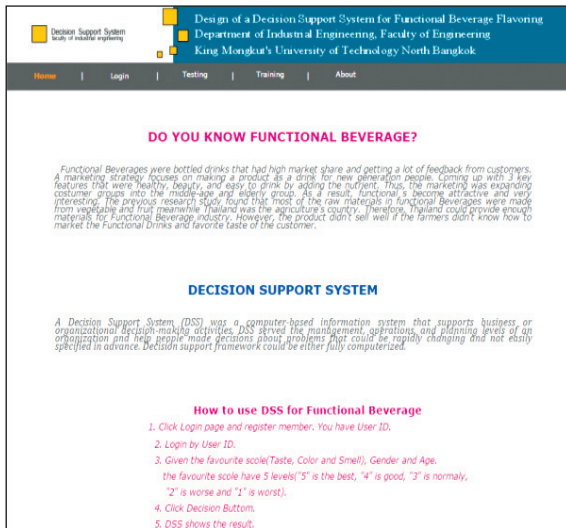 Decision Support System
faculty of industrial engineering
Design of a Decision Support System for Functional Beverage Flavoring
Department of Industrial Engineering, Faculty of Engineering
King Mongkut's University of Technology North Bangkok
Home | Login | Testing | Training | About
DO YOU KNOW FUNCTIONAL BEVERAGE?
Functional Beverages were bottled drinks that had high market share and getting a lot of feedback from customers.
A marketing strategy focuses on making a product as a drink for new generation people. Coming up with 3 key
features that were healthy, beauty, and easy to drink by adding the nutrient. Thus, the marketing was expanding
costumer groups into the middle-age and elderly group. As a result, functional's become attractive and very
interesting. The previous research study found that most of the raw materials in functional Beverages were made
from vegetable and fruit meanwhile Thailand was the agriculture's country. Therefore, Thailand could provide enough
materials for Functional Beverage industry. However, the product didn't sell well if the farmers didn't know how to
market the Functional Drinks and favorite taste of the customer.
DECISION SUPPORT SYSTEM
A Decision Support System (DSS) was a computer-based information system that supports business or
organizational decision-making activities. DSS served the management, operations, and planning levels of an
organization and help people made decisions about problems that could be rapidly changing and not easily
specified in advance. Decision support framework could be either fully computerized.
How to use DSS for Functional Beverage
1. Click Login page and register member. You have User ID.
2. Login by User ID.
3. Given the favourite scole(Taste, Color and Smell), Gender and Age.
the favourite scole have 5 levels("5" is the best, "4" is good, "3" is normaly,
"2" is worse and "1" is worst).
4. Click Decision Buttom.
5. DSS shows the result.